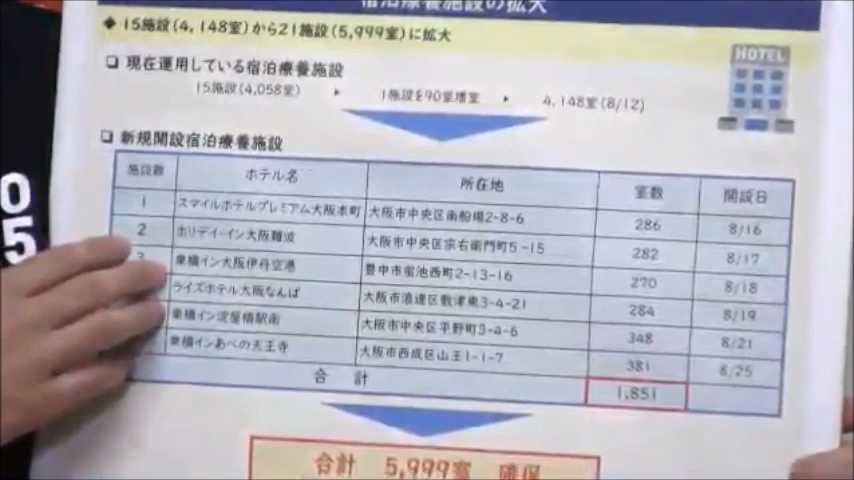 宿泊療養施設の拡大
◆ 15施設(4,148室)から21施設(5,999室)に拡大
HOTEL
❑ 現在運用している宿泊療養施設
15施設(4,058室) ▸ 1施設を90室増室 ▸ 4,148室(8/12)
❑ 新規開設宿泊療養施設
施設数 ホテル名 所在地 室数 開設日
1 スマイルホテルプレミアム大阪本町 大阪市中央区南船場2-8-6 286 8/16
2 ホリデイ・イン大阪難波 大阪市中央区宗右衛門町5-15 282 8/17
3 東横イン大阪伊丹空港 豊中市蛍池西町2-13-16 270 8/18
ライズホテル大阪なんば 大阪市浪速区敷津東3-4-21 284 8/19
東横イン淀屋橋駅南 大阪市中央区平野町3-4-6 348 8/21
東横インあべの天王寺 大阪市西成区山王1-1-7 381 8/25
合計 1,851
合計 5,999室 確保
05